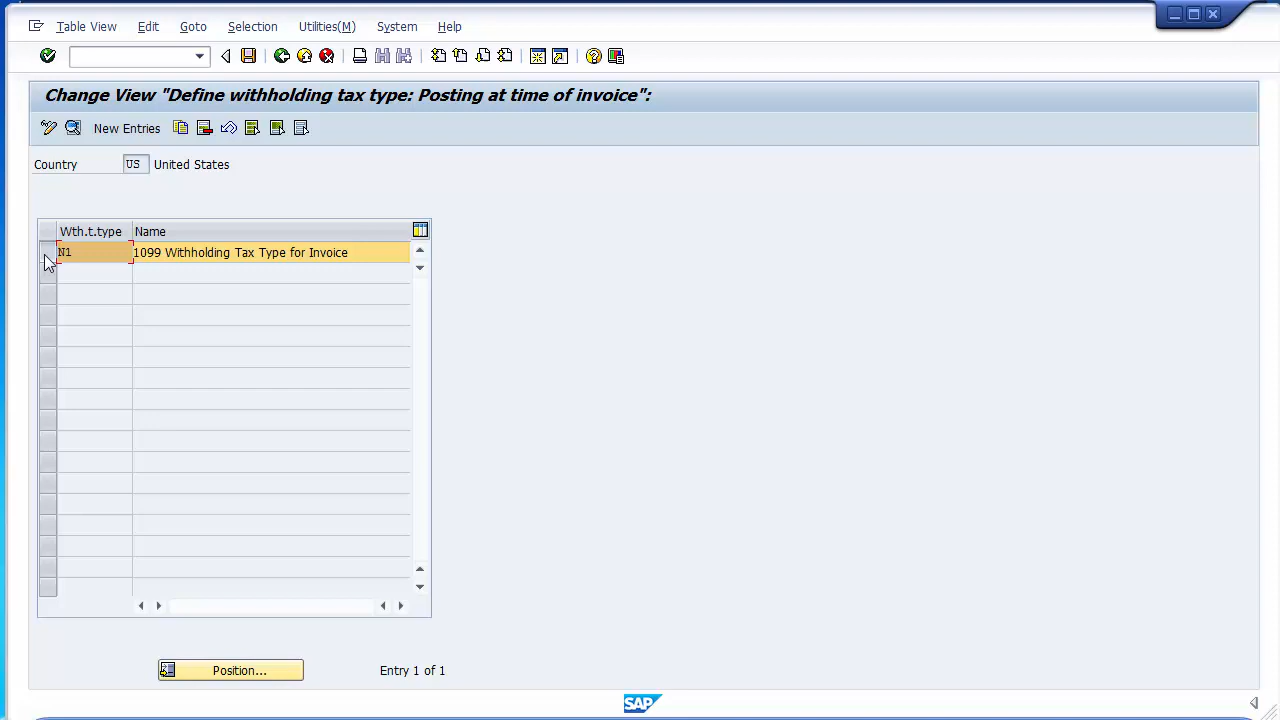 Table View Edit Goto Selection Utilities(M) System Help
Change View "Define withholding tax type: Posting at time of invoice":
New Entries
Country US United States
Wth.t.type Name
N1 1099 Withholding Tax Type for Invoice
Position... Entry 1 of 1
SAP